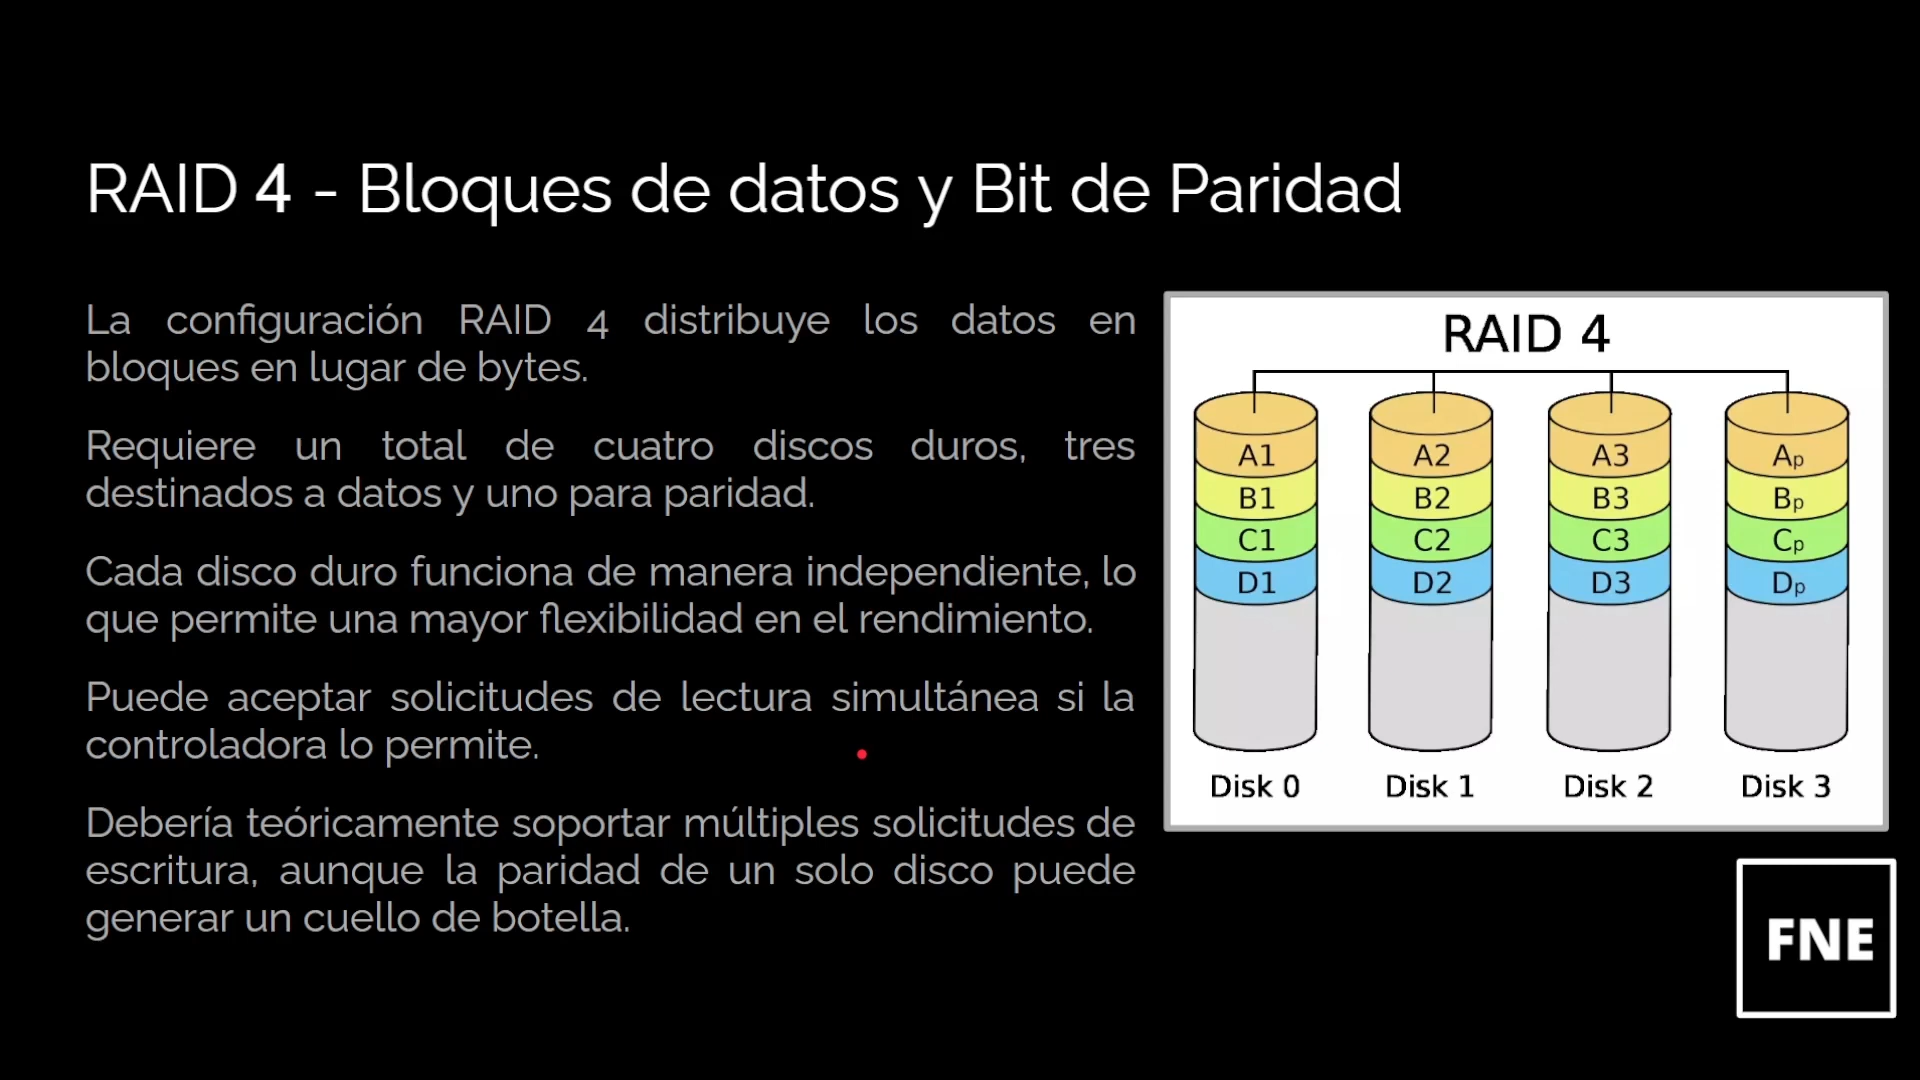 RAID 4 - Bloques de datos y Bit de Paridad
La configuración RAID 4 distribuye los datos en
bloques en lugar de bytes.
Requiere un total de cuatro discos duros, tres
destinados a datos y uno para paridad.
Cada disco duro funciona de manera independiente, lo
que permite una mayor flexibilidad en el rendimiento.
Puede aceptar solicitudes de lectura simultánea si la
controladora lo permite.
Debería teóricamente soportar múltiples solicitudes de
escritura, aunque la paridad de un solo disco puede
generar un cuello de botella.
RAID 4
A1 A2 A3 Ap
B1 B2 B3 Bp
C1 C2 C3 Cp
D1 D2 D3 Dp
Disk 0 Disk 1 Disk 2 Disk 3
FNE